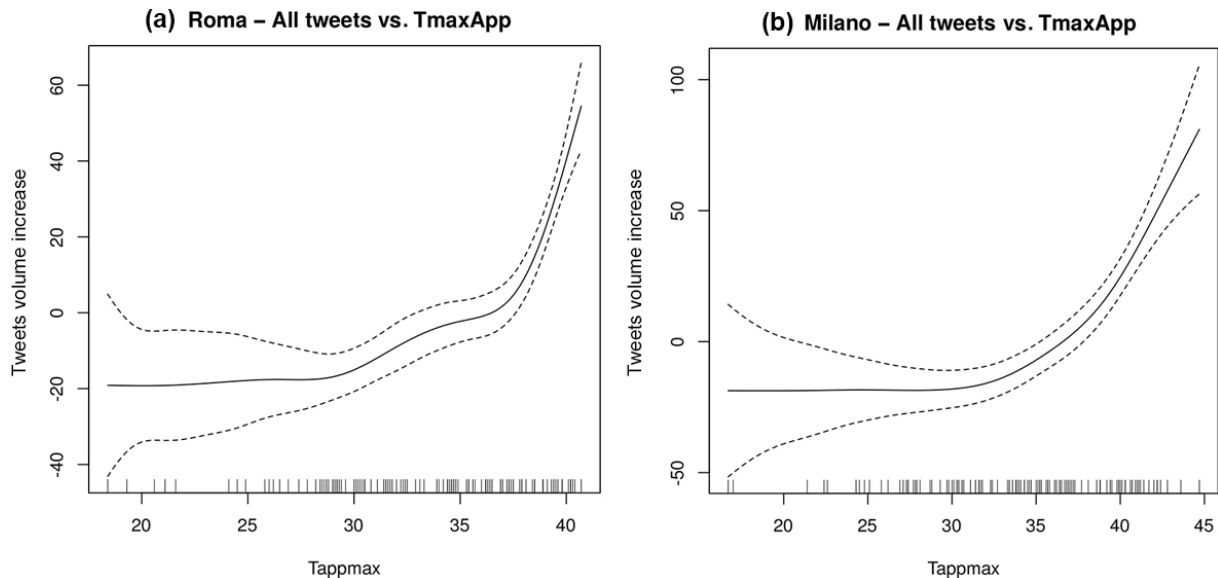 (a) Roma – All tweets vs. TmaxApp
Tweets volume increase
60
40
20
0
-20
-40
20 25 30 35 40
Tappmax
(b) Milano – All tweets vs. TmaxApp
Tweets volume increase
100
50
0
-50
20 25 30 35 40 45
Tappmax